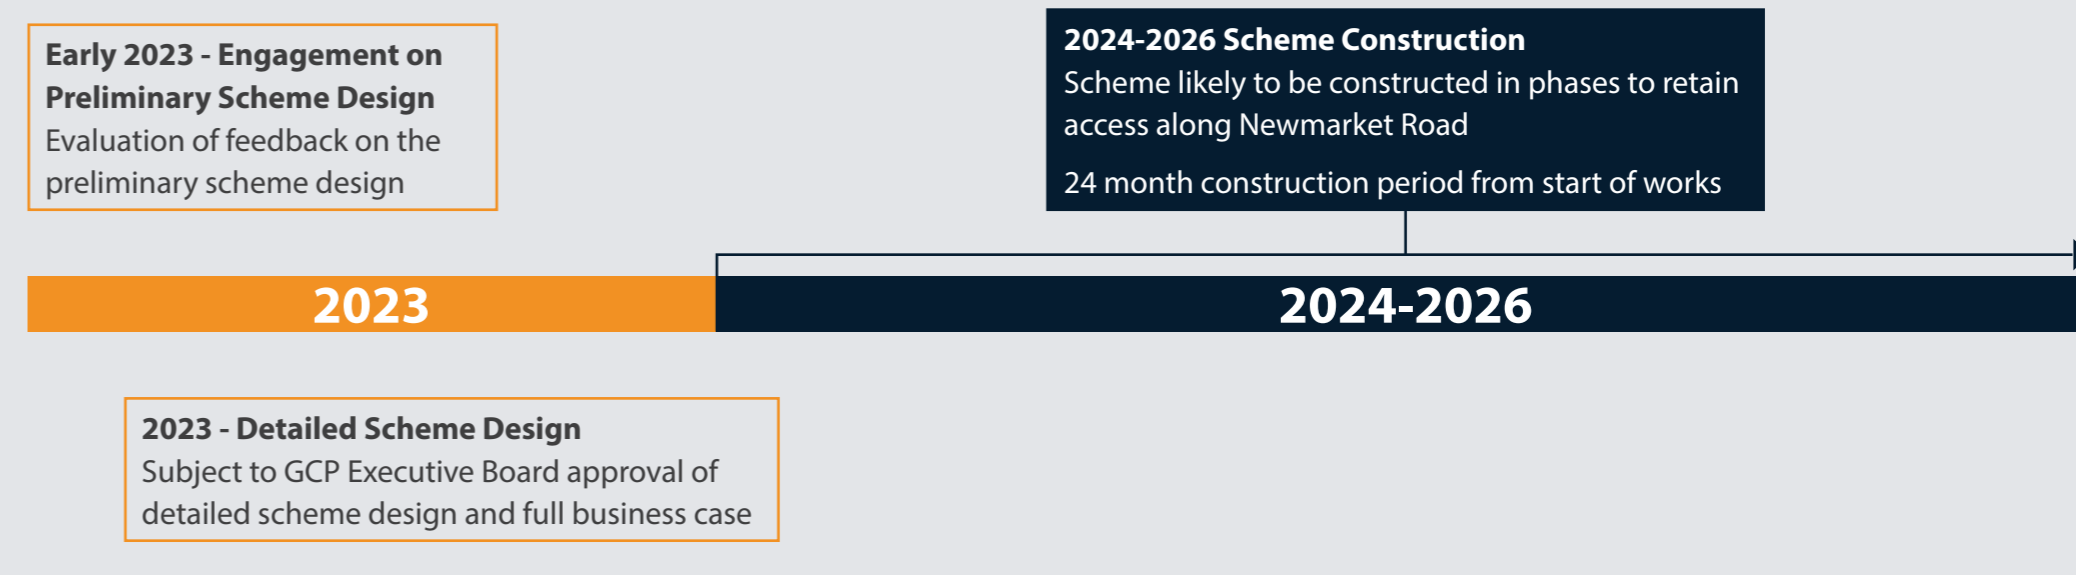 Early 2023 - Engagement on
Preliminary Scheme Design
Evaluation of feedback on the
preliminary scheme design
2024-2026 Scheme Construction
Scheme likely to be constructed in phases to retain
access along Newmarket Road
24 month construction period from start of works
2023
2024-2026
2023 - Detailed Scheme Design
Subject to GCP Executive Board approval of
detailed scheme design and full business case